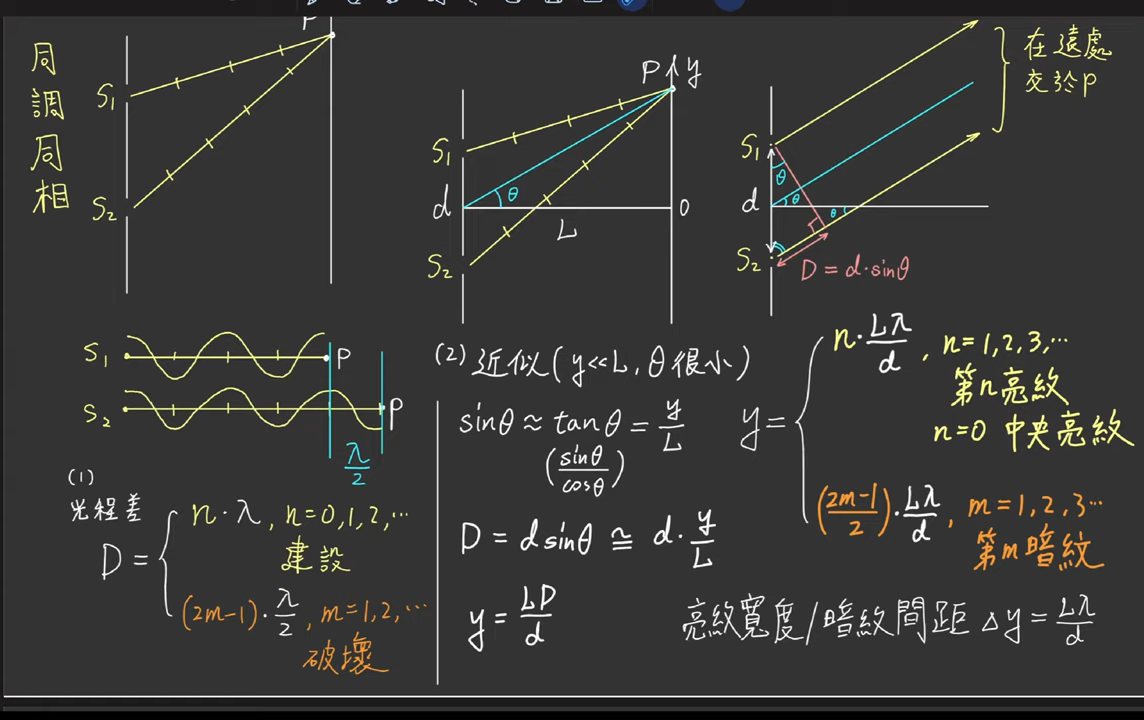 同調同相
P
S₁
S₂
P y
S₁
d
θ
O
L
S₂
在遠處
交於P
S₁
θ
d
θ
θ
S₂
D = d·sinθ
S₁
P
S₂
P
λ/2
(1)
光程差
D = { n·λ, n=0,1,2,…
建設
(2m-1)·λ/2, m=1,2,…
破壞
(2) 近似(y<<L, θ很小)
sinθ ≈ tanθ = y/L
(sinθ/cosθ)
D = dsinθ ≅ d·y/L
y = LD/d
y = { n·Lλ/d, n=1,2,3,…
第n亮紋
n=0 中央亮紋
(2m-1/2)·Lλ/d, m=1,2,3…
第m暗紋
亮紋寬度/暗紋間距 Δy = Lλ/d